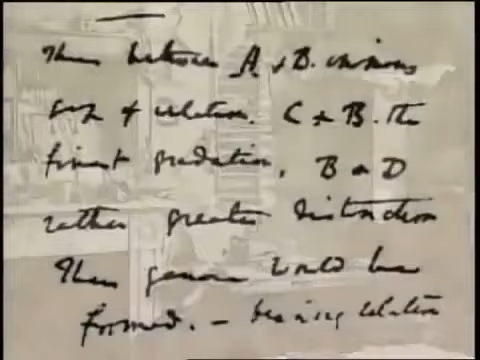 Thus between A & B. immens
gap of relation. C & B. the
finest gradation, B & D
rather greater distinction
Thus genera would be
formed. — bearing relation